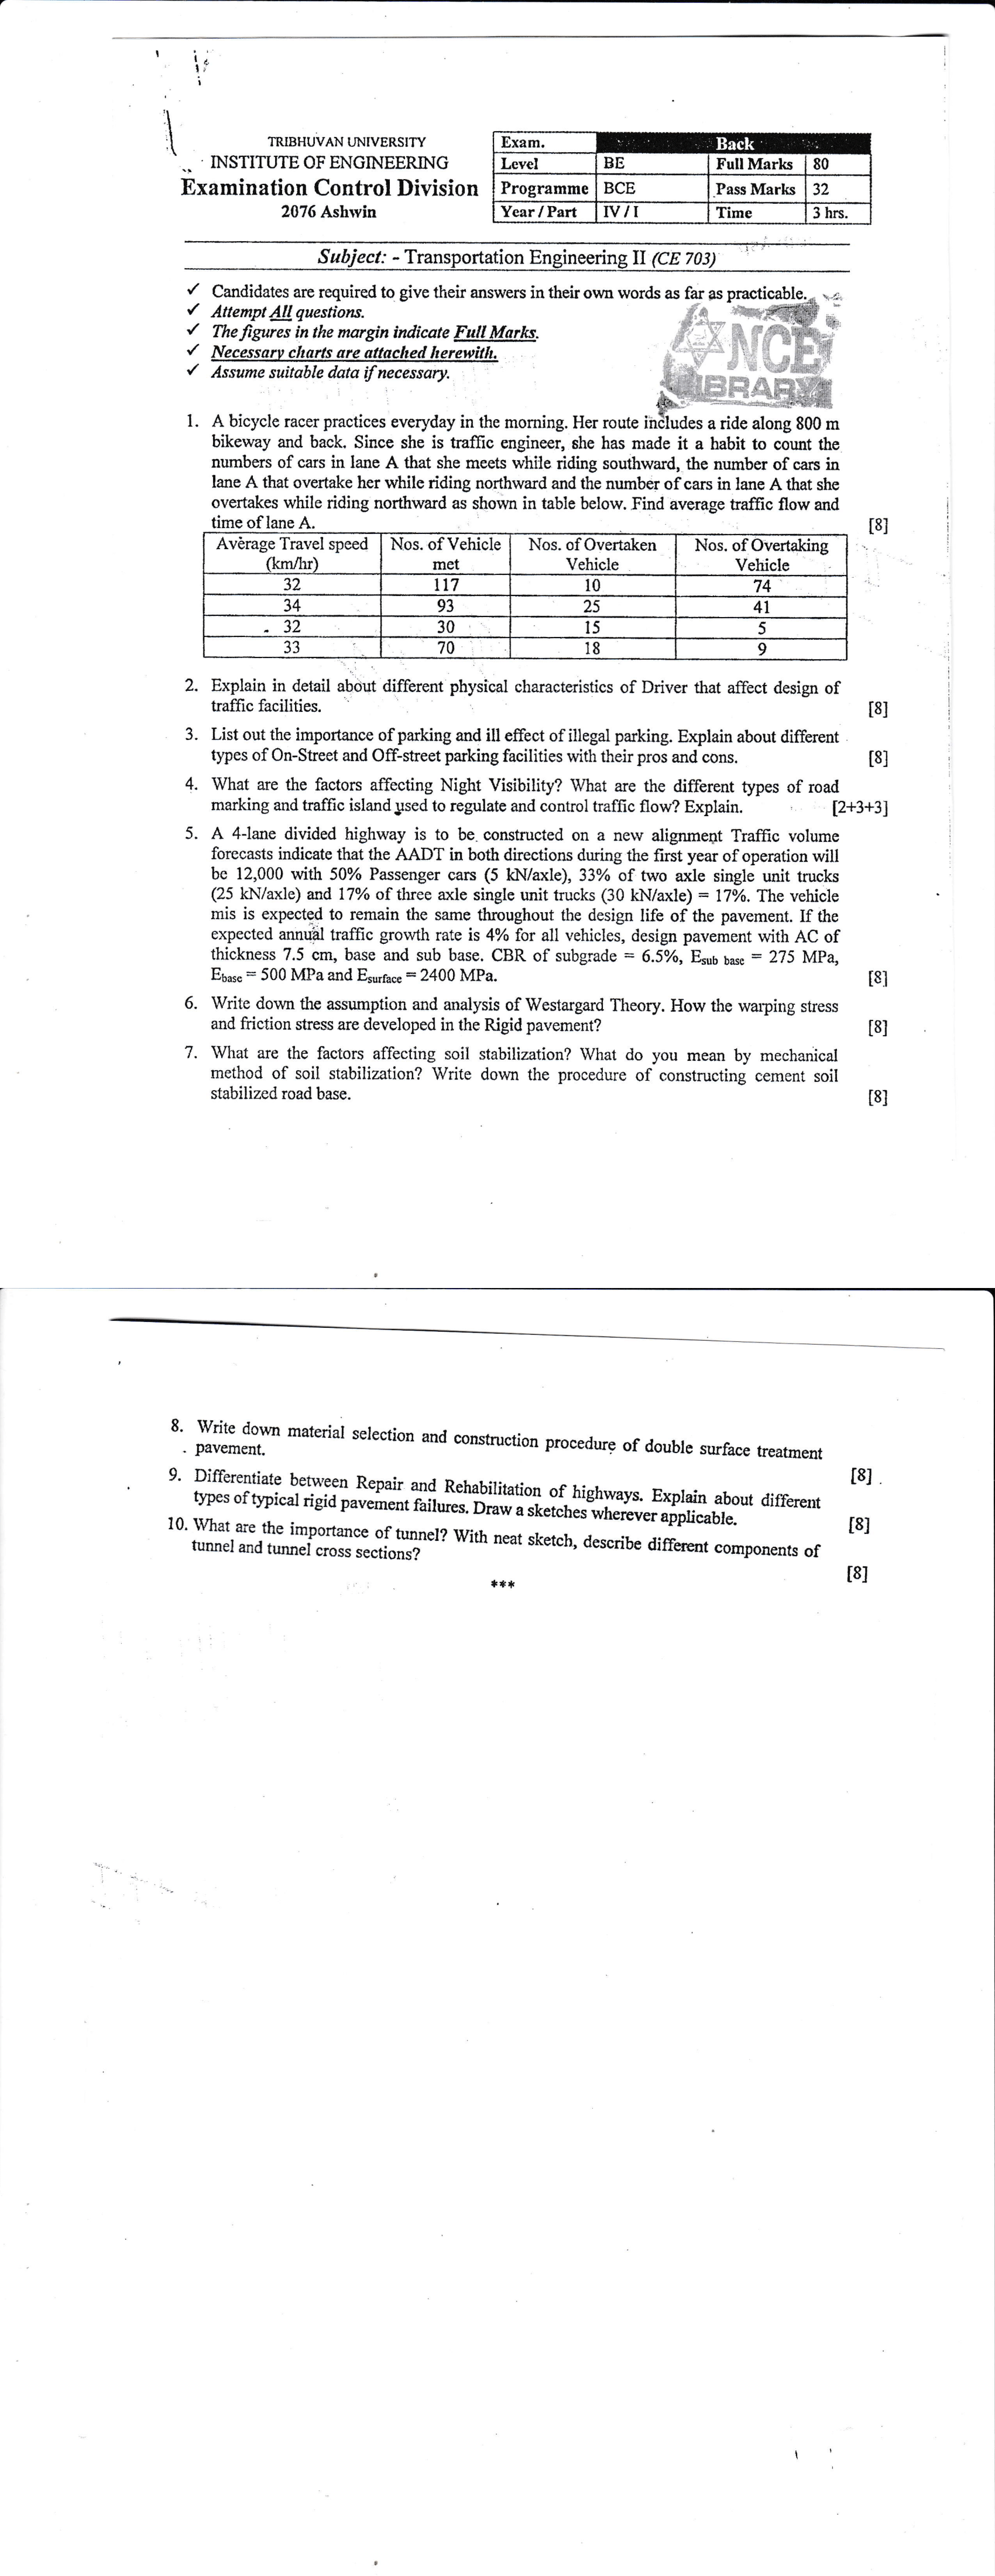 TRIBHUVAN UNIVERSITY
INSTITUTE OF ENGINEERING
Examination Control Division
2076 Ashwin
Exam. Back
Level BE Full Marks 80
Programme BCE Pass Marks 32
Year / Part IV / I Time 3 hrs.
Subject: - Transportation Engineering II (CE 703)
✓ Candidates are required to give their answers in their own words as far as practicable.
✓ Attempt All questions.
✓ The figures in the margin indicate Full Marks.
✓ Necessary charts are attached herewith.
✓ Assume suitable data if necessary.
NCE
LIBRARY
1. A bicycle racer practices everyday in the morning. Her route includes a ride along 800 m
bikeway and back. Since she is traffic engineer, she has made it a habit to count the
numbers of cars in lane A that she meets while riding southward, the number of cars in
lane A that overtake her while riding northward and the number of cars in lane A that she
overtakes while riding northward as shown in table below. Find average traffic flow and
time of lane A. [8]
Average Travel speed (km/hr) Nos. of Vehicle met Nos. of Overtaken Vehicle Nos. of Overtaking Vehicle
32 117 10 74
34 93 25 41
32 30 15 5
33 70 18 9
2. Explain in detail about different physical characteristics of Driver that affect design of
traffic facilities. [8]
3. List out the importance of parking and ill effect of illegal parking. Explain about different
types of On-Street and Off-street parking facilities with their pros and cons. [8]
4. What are the factors affecting Night Visibility? What are the different types of road
marking and traffic island used to regulate and control traffic flow? Explain. [2+3+3]
5. A 4-lane divided highway is to be constructed on a new alignment Traffic volume
forecasts indicate that the AADT in both directions during the first year of operation will
be 12,000 with 50% Passenger cars (5 kN/axle), 33% of two axle single unit trucks
(25 kN/axle) and 17% of three axle single unit trucks (30 kN/axle) = 17%. The vehicle
mis is expected to remain the same throughout the design life of the pavement. If the
expected annual traffic growth rate is 4% for all vehicles, design pavement with AC of
thickness 7.5 cm, base and sub base. CBR of subgrade = 6.5%, Esub base = 275 MPa,
Ebase = 500 MPa and Esurface = 2400 MPa. [8]
6. Write down the assumption and analysis of Westargard Theory. How the warping stress
and friction stress are developed in the Rigid pavement? [8]
7. What are the factors affecting soil stabilization? What do you mean by mechanical
method of soil stabilization? Write down the procedure of constructing cement soil
stabilized road base. [8]
8. Write down material selection and construction procedure of double surface treatment
pavement. [8]
9. Differentiate between Repair and Rehabilitation of highways. Explain about different
types of typical rigid pavement failures. Draw a sketches wherever applicable. [8]
10. What are the importance of tunnel? With neat sketch, describe different components of
tunnel and tunnel cross sections? [8]
***